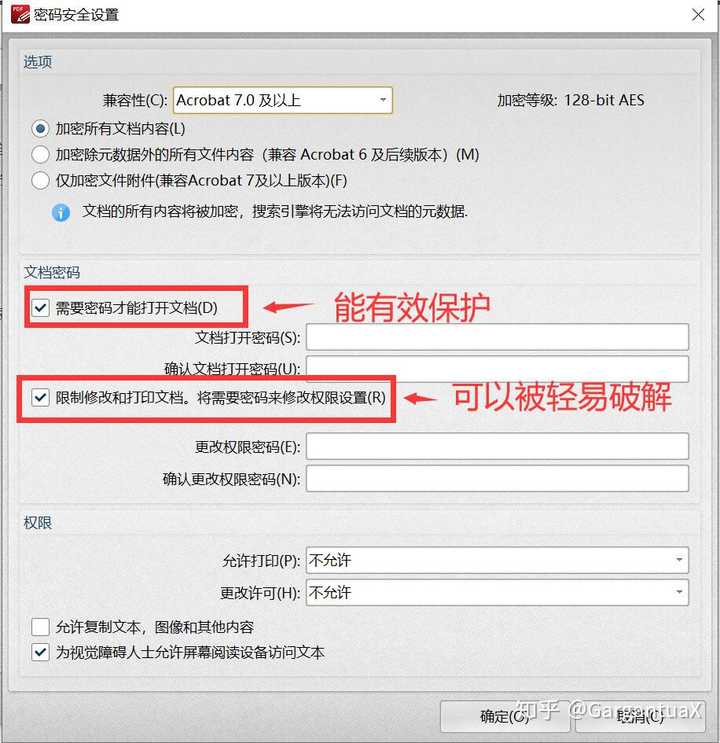 PDF 密码安全设置
选项
兼容性(C): Acrobat 7.0 及以上 加密等级: 128-bit AES
加密所有文档内容(L)
加密除元数据外的所有文件内容（兼容 Acrobat 6 及后续版本）(M)
仅加密文件附件(兼容Acrobat 7及以上版本)(F)
文档的所有内容将被加密，搜索引擎将无法访问文档的元数据.
文档密码
需要密码才能打开文档(D) 能有效保护
文档打开密码(S):
确认文档打开密码(U):
限制修改和打印文档。将需要密码来修改权限设置(R) 可以被轻易破解
更改权限密码(E):
确认更改权限密码(N):
权限
允许打印(P): 不允许
更改许可(H): 不允许
允许复制文本，图像和其他内容
为视觉障碍人士允许屏幕阅读设备访问文本
确定(O) 取消(C)
知乎 @GargantuaX